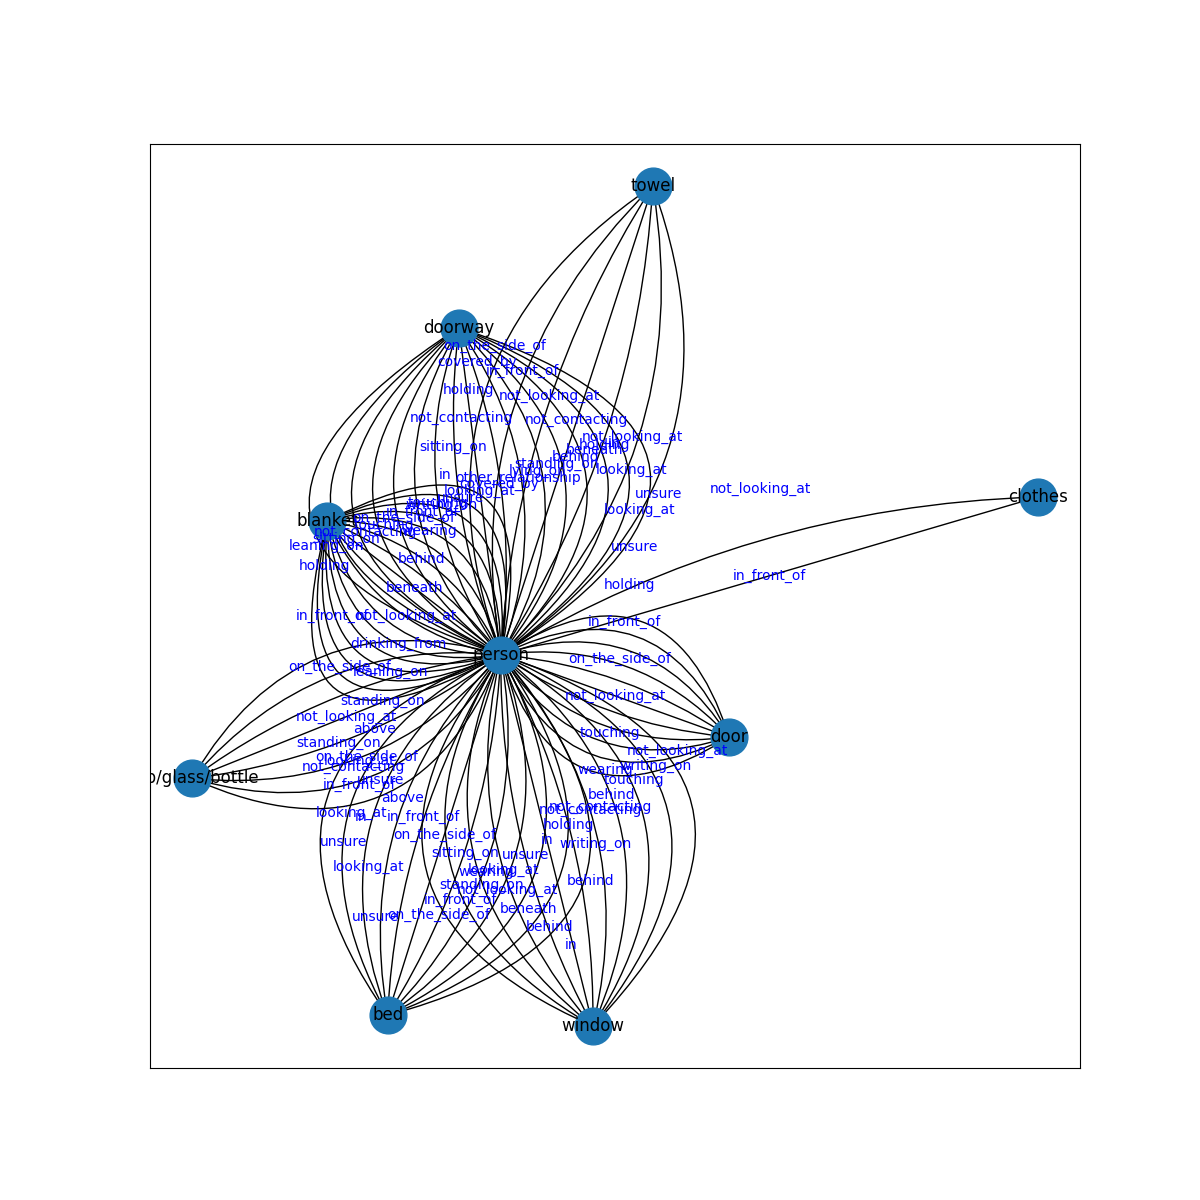 towel
doorway
on_the_side_of
covered_by
in_front_of
holding
not_looking_at
not_contacting
not_contacting
not_looking_at
holding
sitting_on
beneath
behind
standing_on
looking_at
lying_on
in
other_relationship
covered_by
looking_at
not_looking_at
unsure
clothes
looking_at
in_front_of
on_the_side_of
blanket
wearing
not_contacting
leaning_on
unsure
behind
holding
in_front_of
beneath
holding
in_front_of
not_looking_at
in_front_of
drinking_from
person
on_the_side_of
on_the_side_of
leaning_on
not_looking_at
standing_on
not_looking_at
above
touching
door
standing_on
not_looking_at
on_the_side_of
writing_on
not_contacting
wearing
p/glass/bottle
unsure
touching
in_front_of
behind
above
not_contacting
not_contacting
looking_at
in
in_front_of
holding
on_the_side_of
in
unsure
writing_on
sitting_on
unsure
looking_at
looking_at
wearing
behind
standing_on
not_looking_at
in_front_of
beneath
unsure
on_the_side_of
behind
in
bed
window